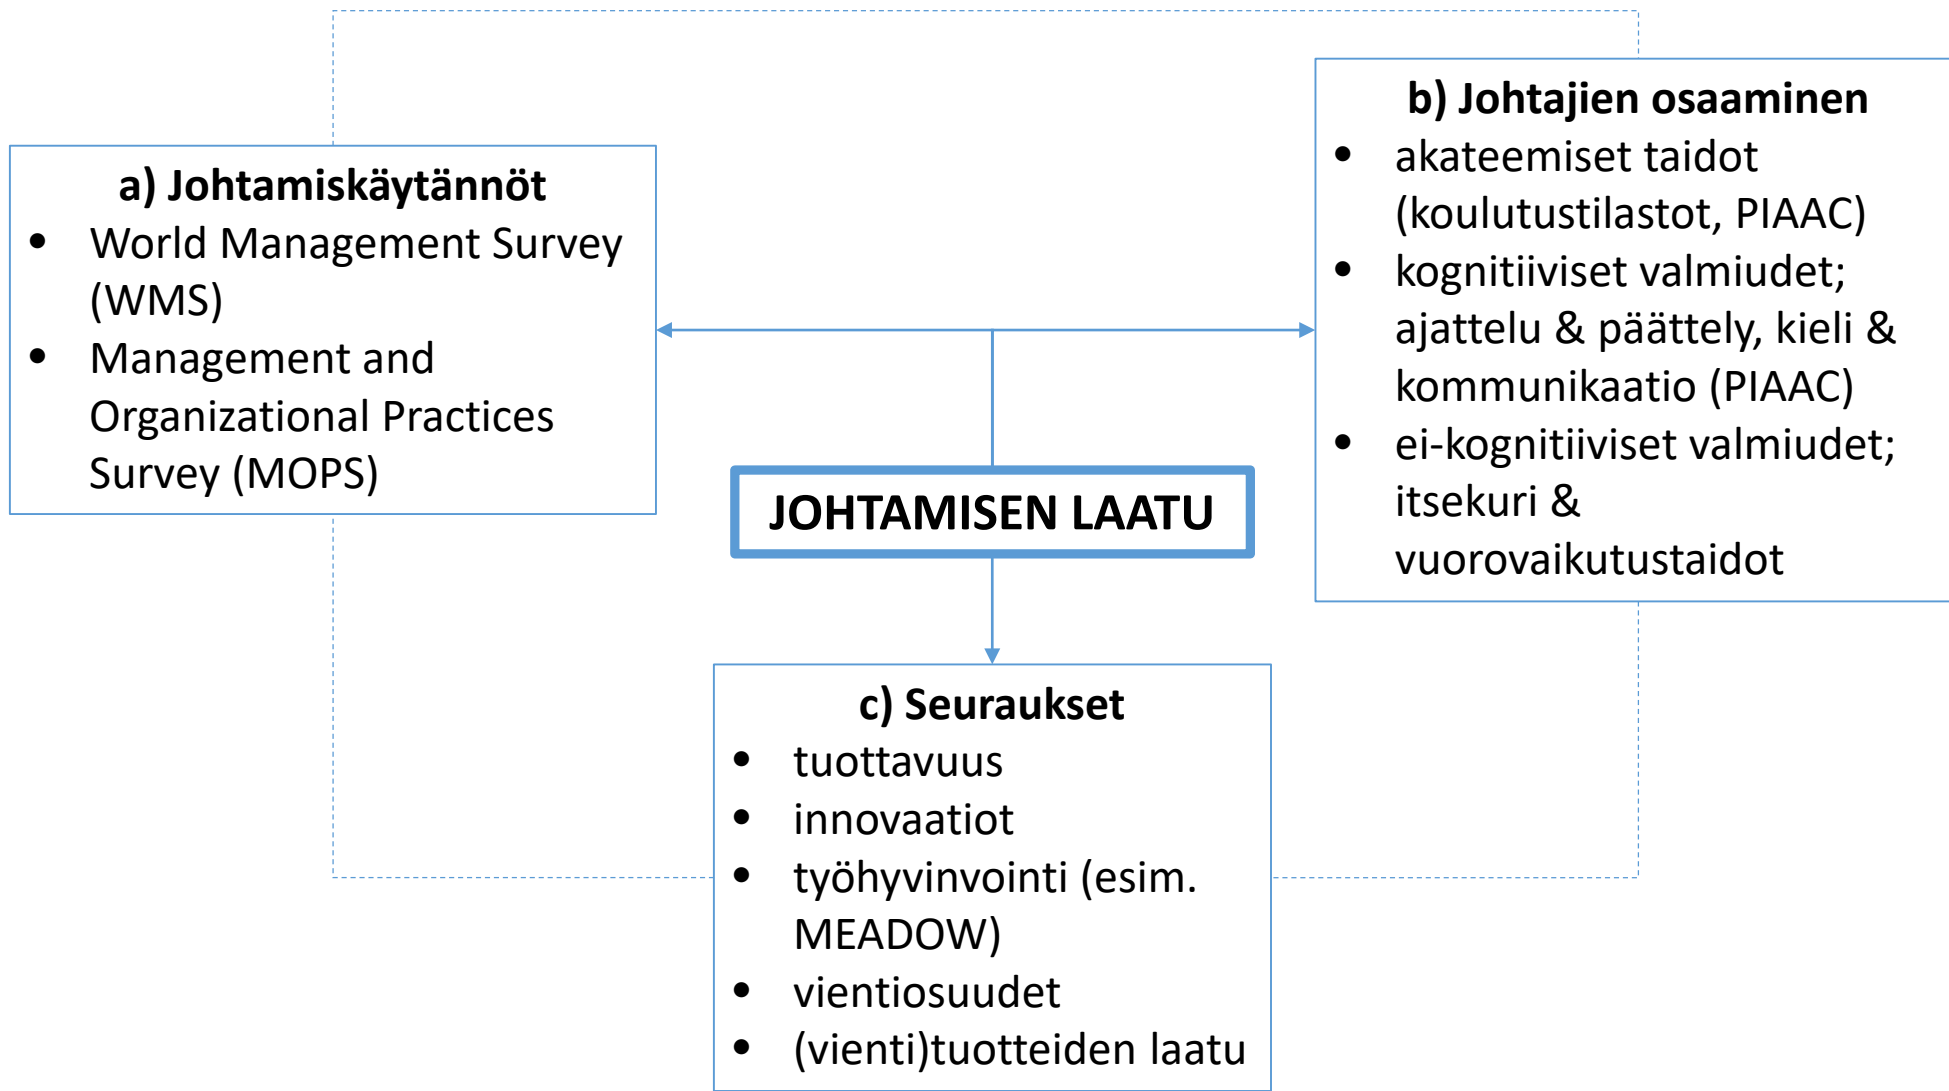 a) Johtamiskäytännöt
• World Management Survey
(WMS)
• Management and
Organizational Practices
Survey (MOPS)
b) Johtajien osaaminen
• akateemiset taidot
(koulutustilastot, PIAAC)
• kognitiiviset valmiudet;
ajattelu & päättely, kieli &
kommunikaatio (PIAAC)
• ei-kognitiiviset valmiudet;
itsekuri &
vuorovaikutustaidot
JOHTAMISEN LAATU
c) Seuraukset
• tuottavuus
• innovaatiot
• työhyvinvointi (esim.
MEADOW)
• vientiosuudet
• (vienti)tuotteiden laatu